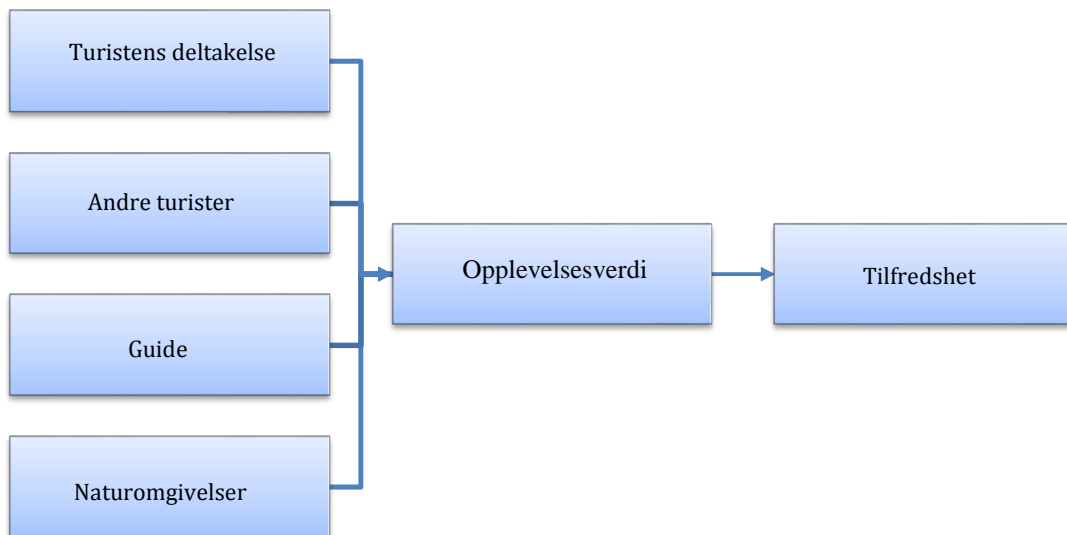 Turistens deltakelse
Andre turister
Guide
Naturomgivelser
Opplevelsesverdi
Tilfredshet